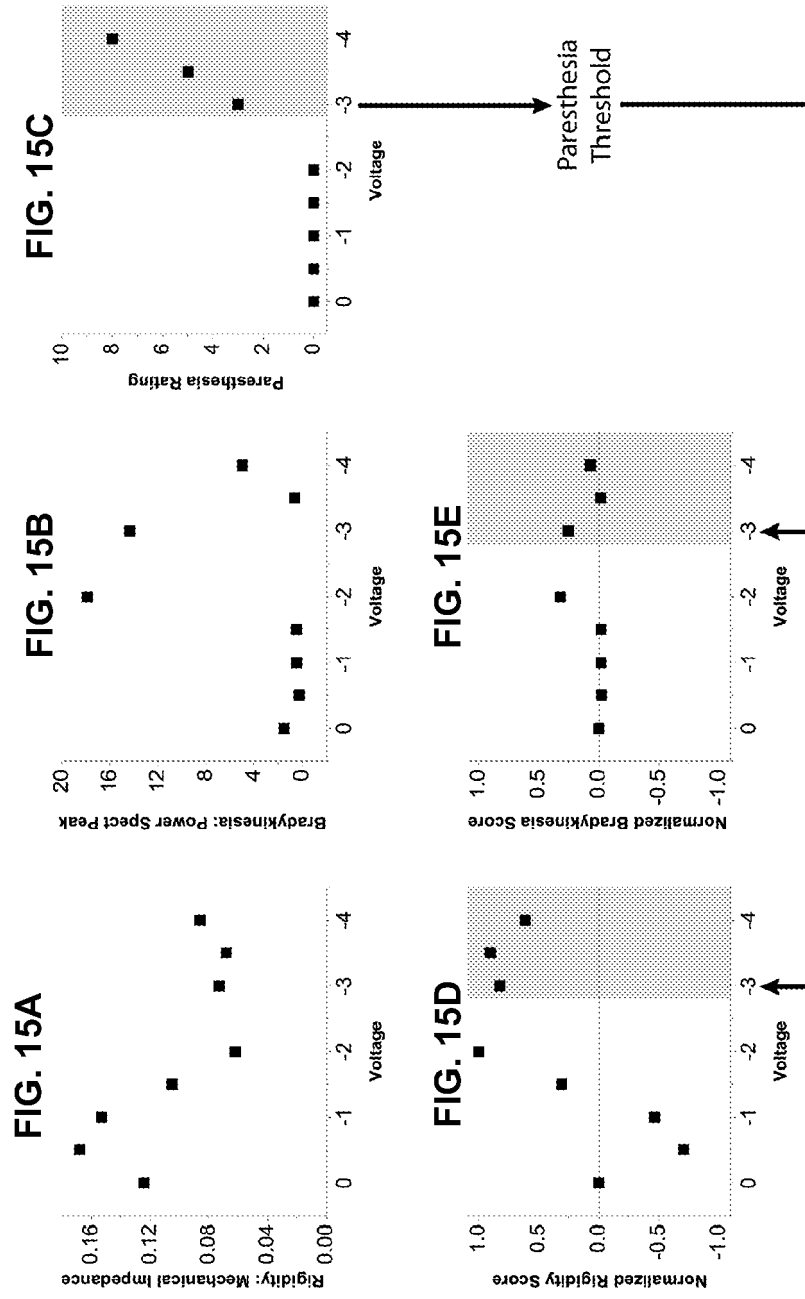 FIG. 15A
Rigidity: Mechanical Impedance
0.16
0.12
0.08
0.04
0.00
0 -1 -2 -3 -4
Voltage
FIG. 15B
Bradykinesia: Power Spect Peak
20
16
12
8
4
0
0 -1 -2 -3 -4
Voltage
FIG. 15C
Paresthesia Rating
10
8
6
4
2
0
0 -1 -2 -3 -4
Voltage
Paresthesia
Threshold
FIG. 15D
Normalized Rigidity Score
1.0
0.5
0.0
-0.5
-1.0
0 -1 -2 -3 -4
Voltage
FIG. 15E
Normalized Bradykinesia Score
1.0
0.5
0.0
-0.5
-1.0
0 -1 -2 -3 -4
Voltage